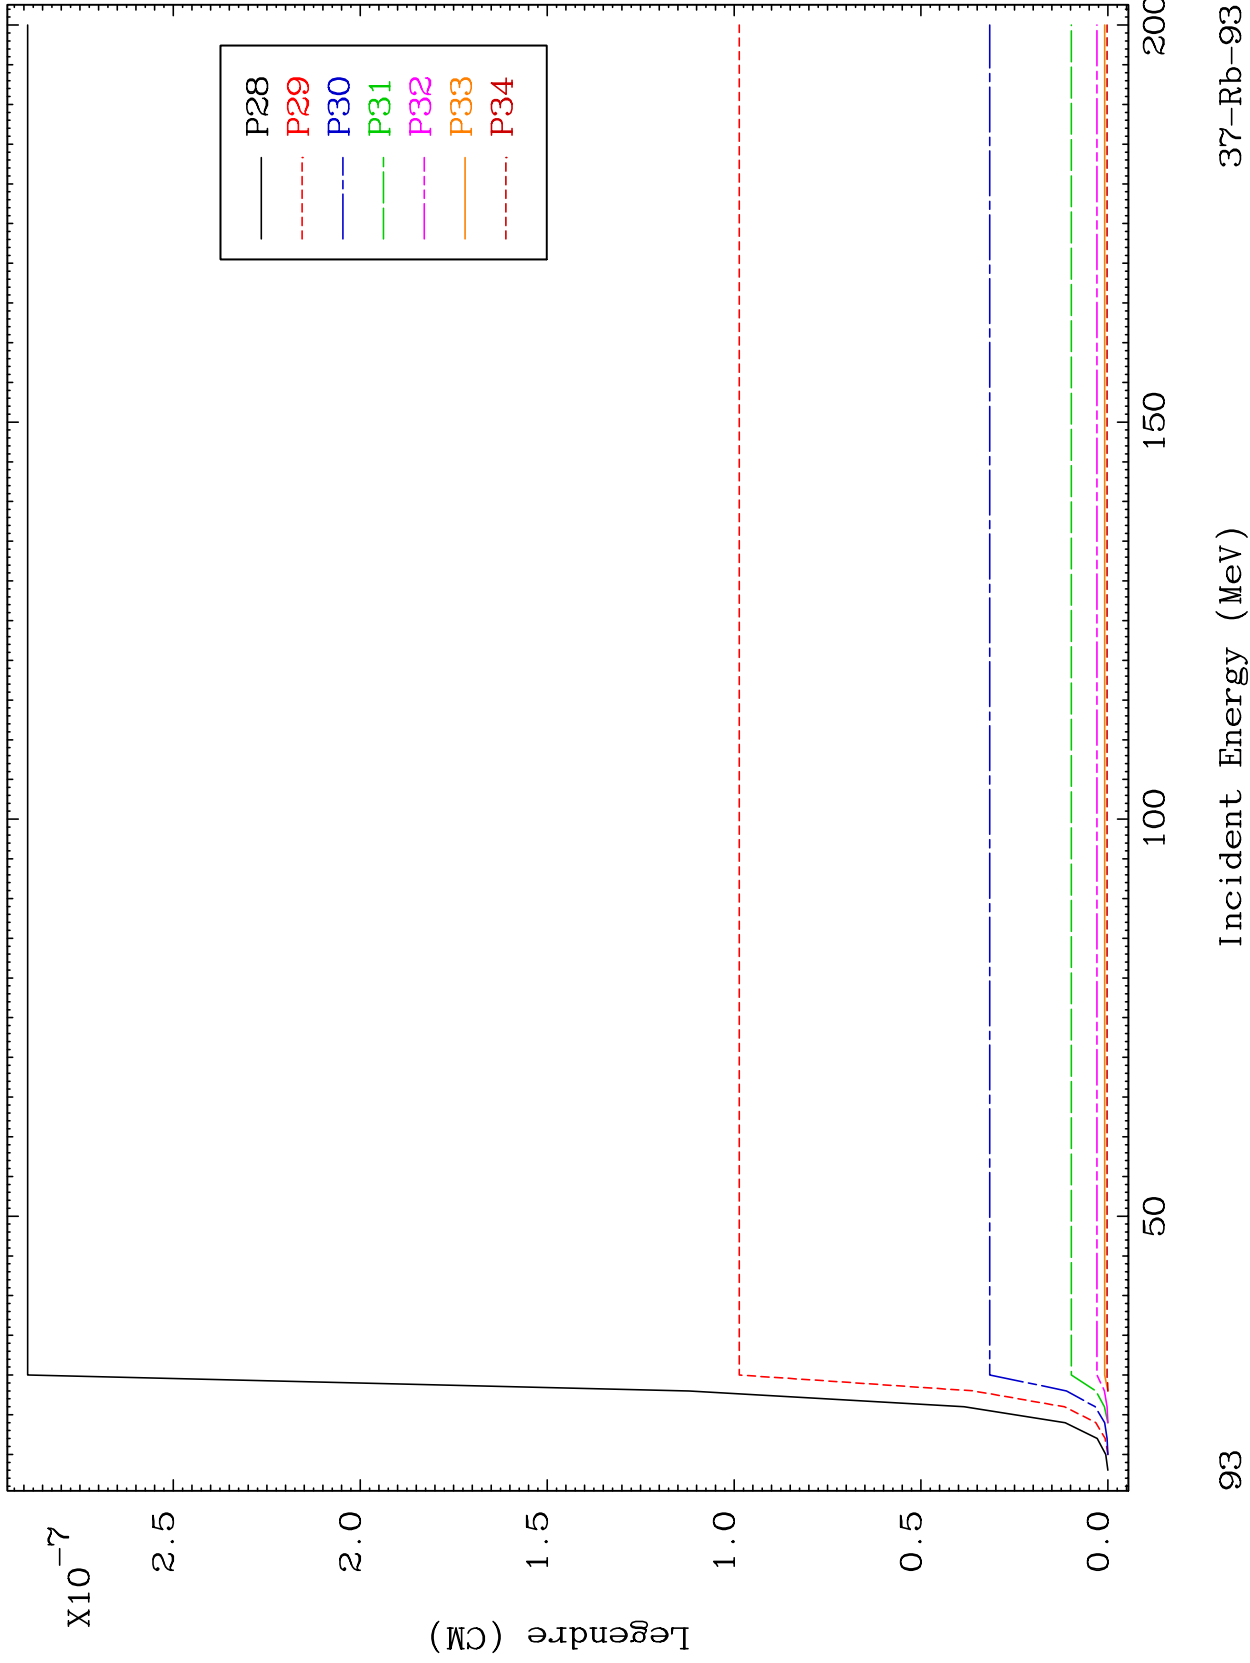 X10-7
2.5
2.0
1.5
1.0
0.5
0.0
Legendre (CM)
P28
P29
P30
P31
P32
P33
P34
50
100
150
200
93
Incident Energy (MeV)
37-Rb-93